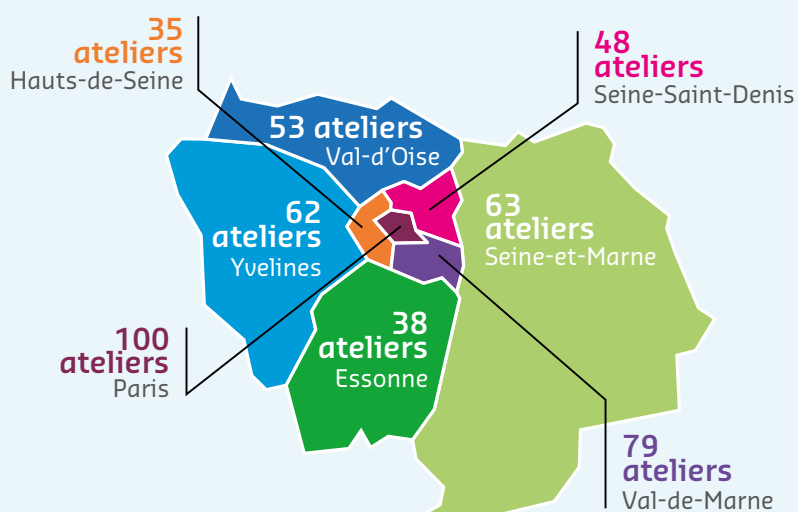 35
ateliers
Hauts-de-Seine
48
ateliers
Seine-Saint-Denis
53 ateliers
Val-d'Oise
62
ateliers
Yvelines
63
ateliers
Seine-et-Marne
100
ateliers
Paris
38
ateliers
Essonne
79
ateliers
Val-de-Marne